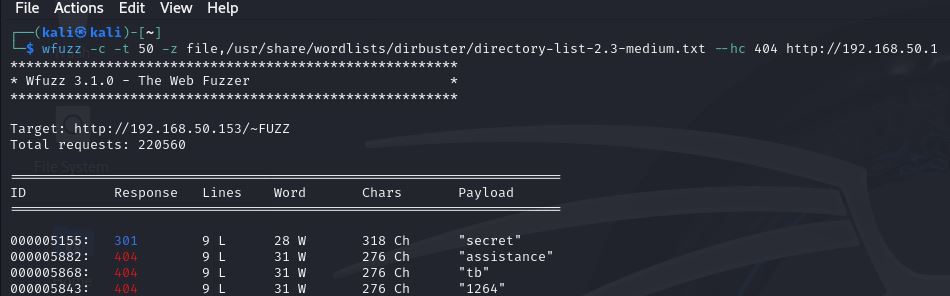 File Actions Edit View Help
┌──(kali㉿kali)-[~]
└─$ wfuzz -c -t 50 -z file,/usr/share/wordlists/dirbuster/directory-list-2.3-medium.txt --hc 404 http://192.168.50.1
********************************************************
* Wfuzz 3.1.0 - The Web Fuzzer                         *
********************************************************
Target: http://192.168.50.153/~FUZZ
Total requests: 220560
File System
=====================================================================
ID           Response   Lines    Word       Chars       Payload
=====================================================================
000005155:   301        9 L      28 W       318 Ch      "secret"
000005882:   404        9 L      31 W       276 Ch      "assistance"
000005868:   404        9 L      31 W       276 Ch      "tb"
000005843:   404        9 L      31 W       276 Ch      "1264"